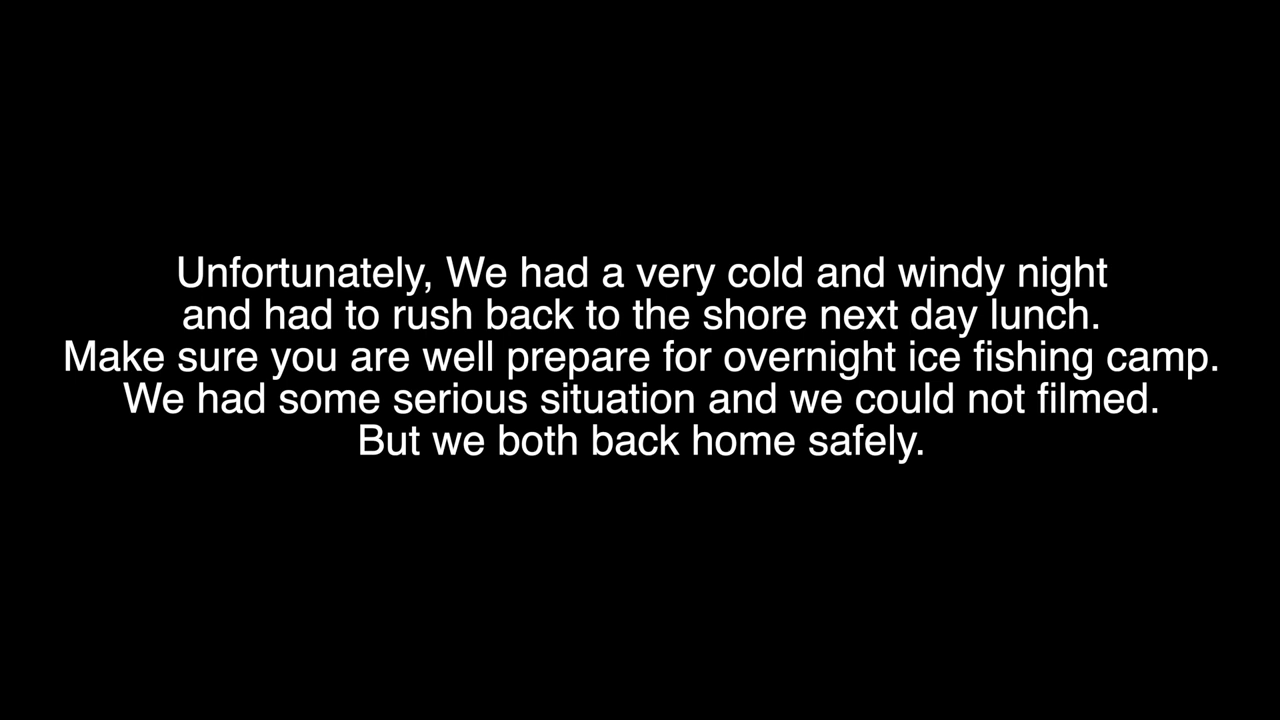 Unfortunately, We had a very cold and windy night
and had to rush back to the shore next day lunch.
Make sure you are well prepare for overnight ice fishing camp.
We had some serious situation and we could not filmed.
But we both back home safely.